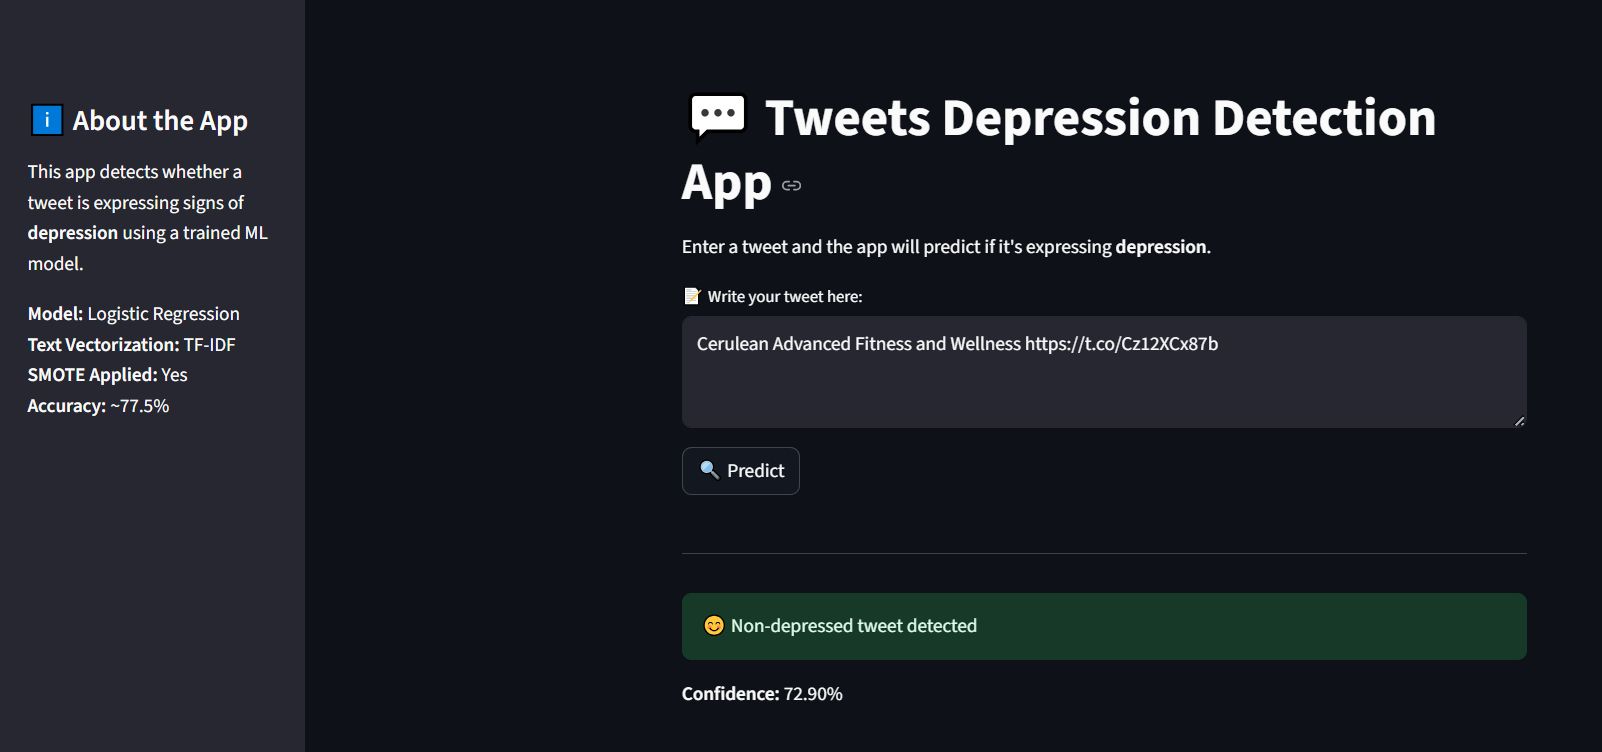 ℹ️ About the App
This app detects whether a
tweet is expressing signs of
depression using a trained ML
model.
Model: Logistic Regression
Text Vectorization: TF-IDF
SMOTE Applied: Yes
Accuracy: ~77.5%
💬 Tweets Depression Detection
App
Enter a tweet and the app will predict if it's expressing depression.
📝 Write your tweet here:
Cerulean Advanced Fitness and Wellness https://t.co/Cz12XCx87b
🔍 Predict
😊 Non-depressed tweet detected
Confidence: 72.90%